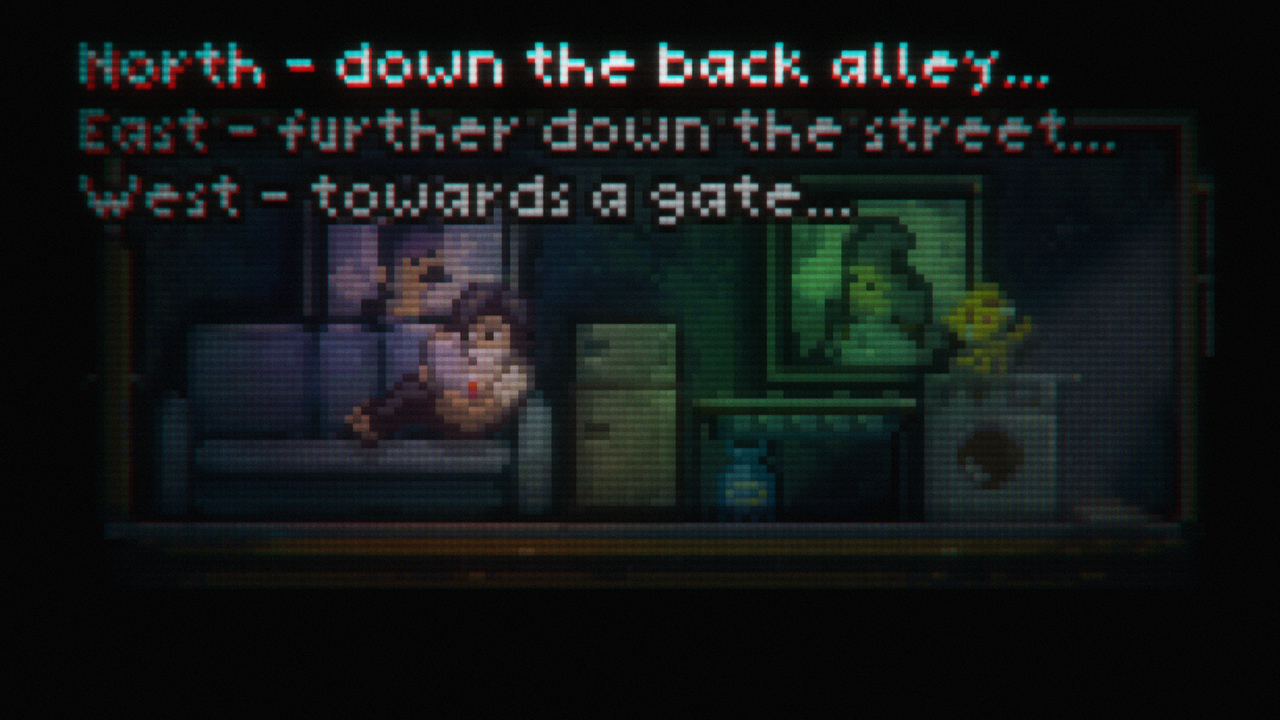 North - down the back alley...
East - further down the street...
West - towards a gate...